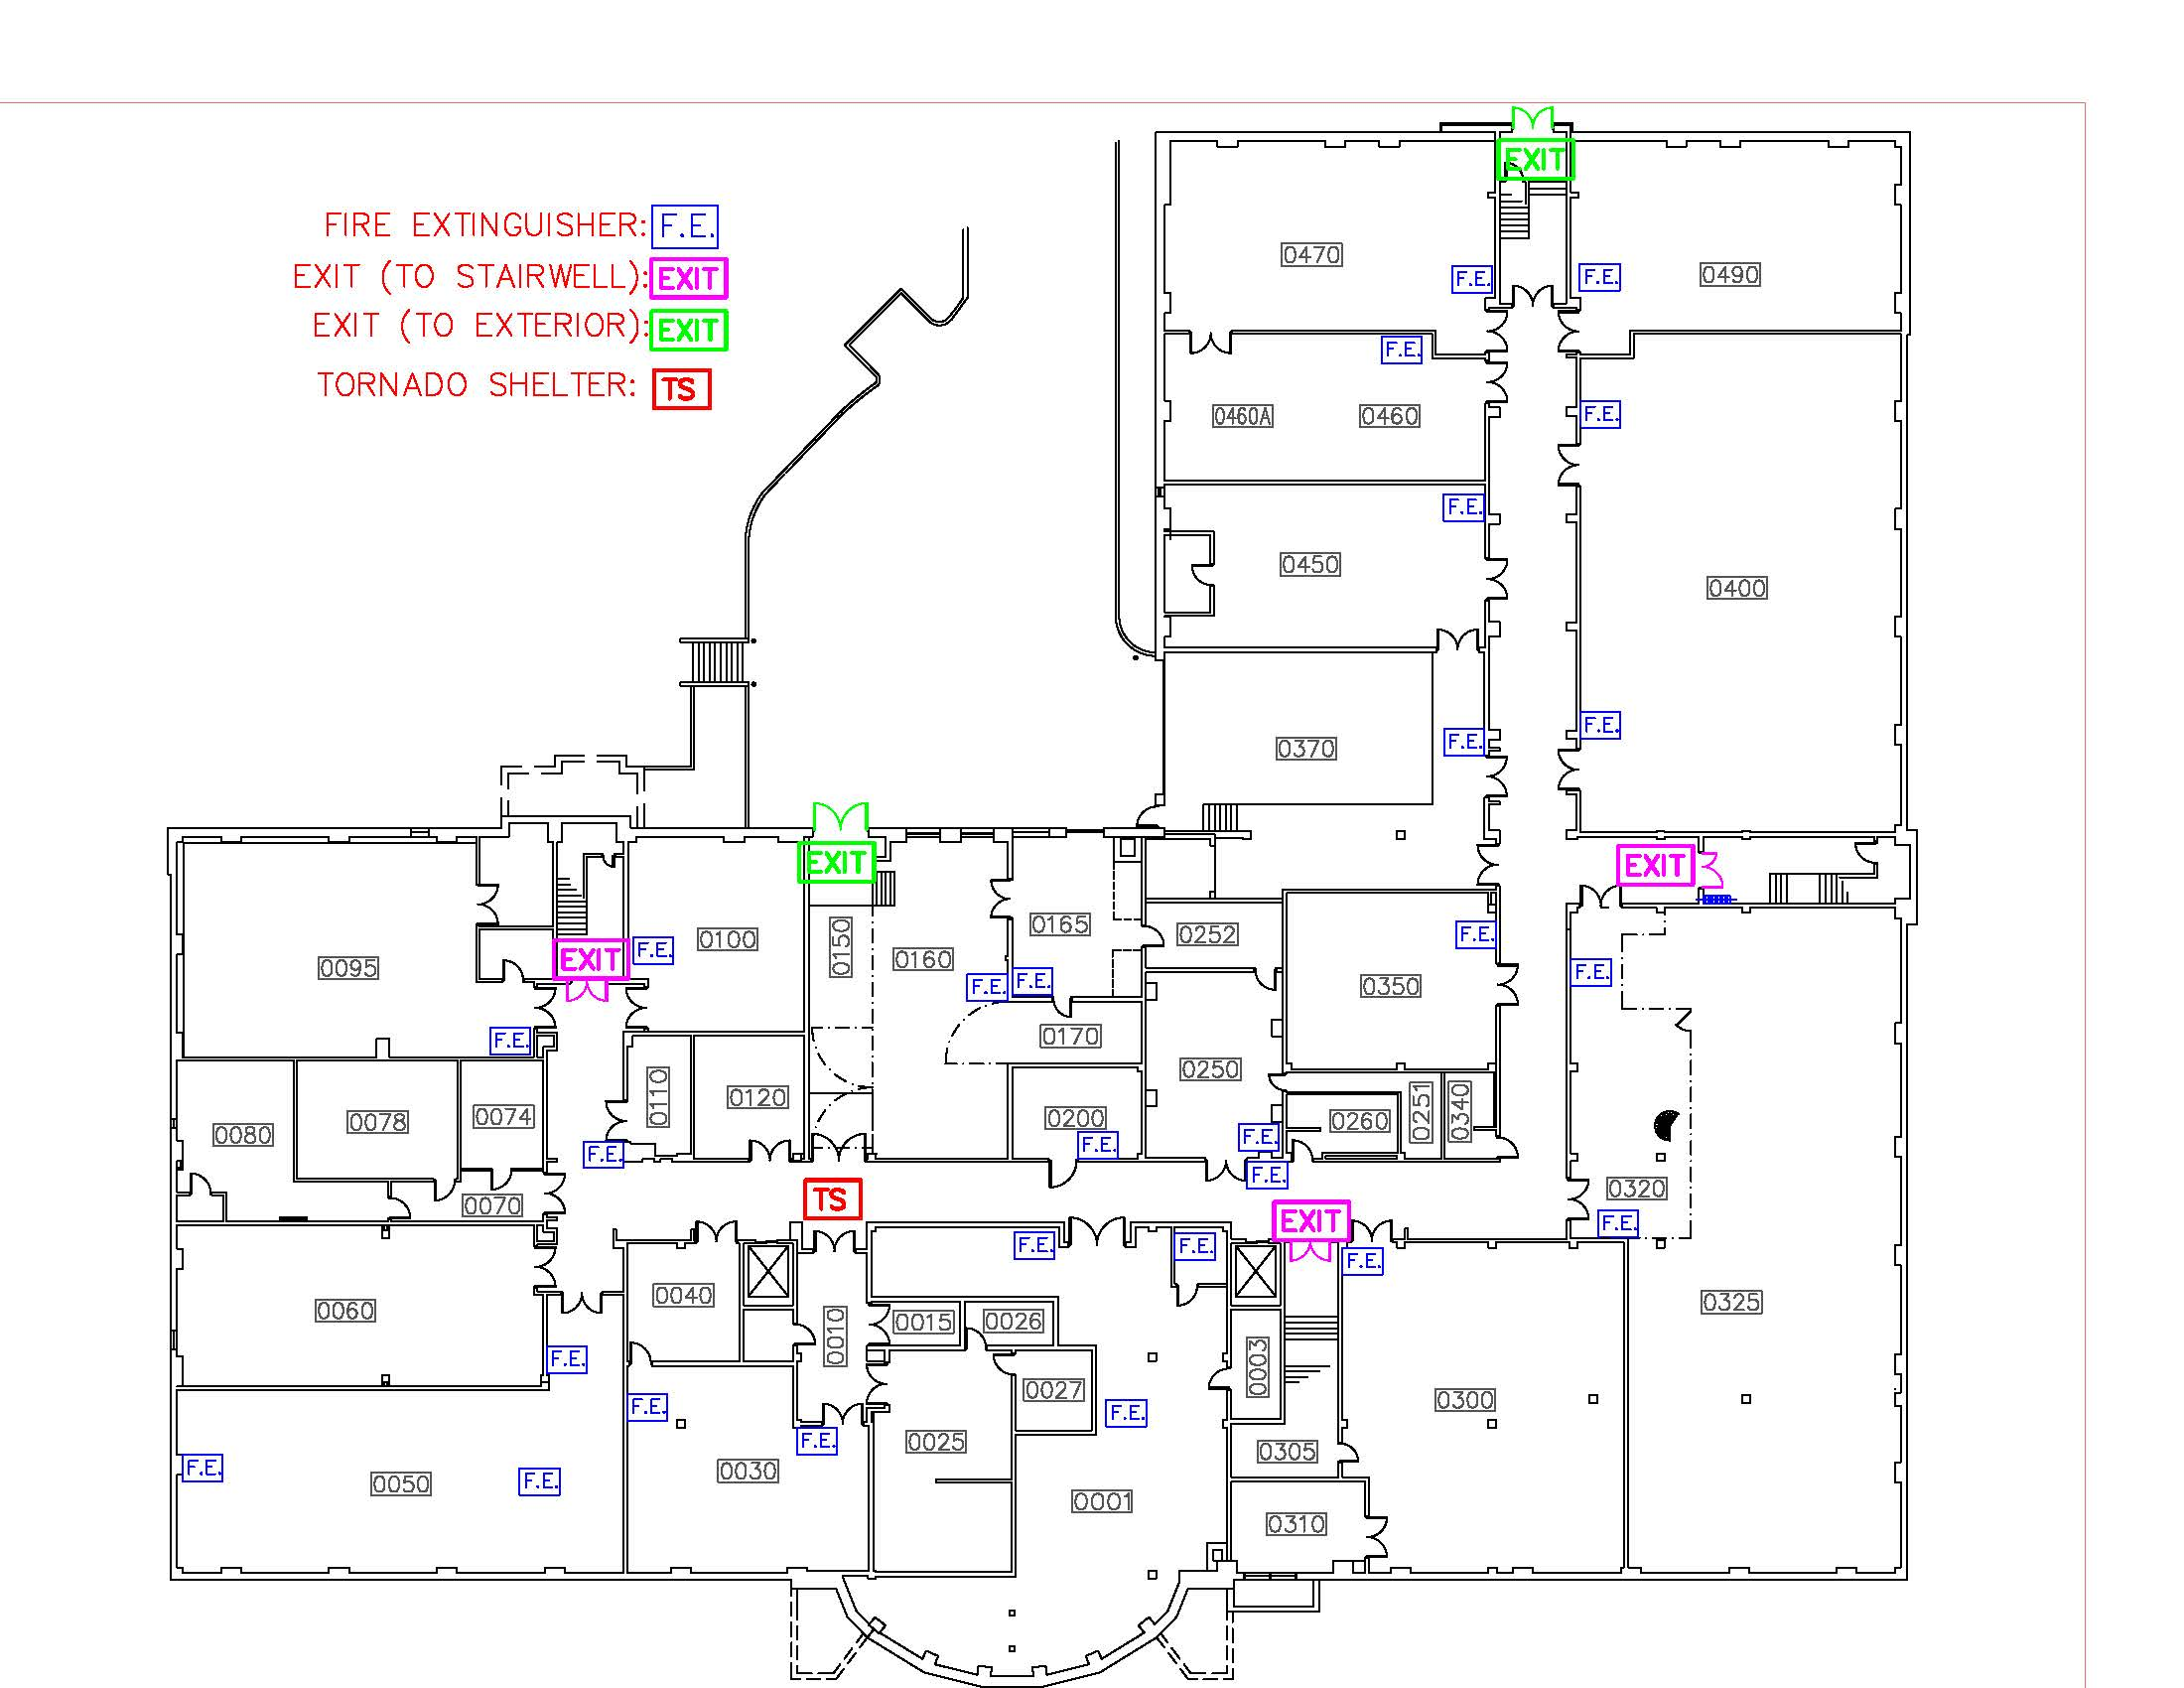 FIRE EXTINGUISHER: F.E.
EXIT (TO STAIRWELL): EXIT
EXIT (TO EXTERIOR): EXIT
TORNADO SHELTER: TS
EXIT
0470
F.E.
F.E.
0490
F.E.
0460A
0460
F.E.
F.E.
0450
0400
F.E.
0370
F.E.
EXIT
EXIT
0095
EXIT
F.E.
0100
0150
0160
0165
0252
F.E.
0350
F.E.
F.E.
F.E.
F.E.
0170
0250
0080
0078
0074
0110
0120
0200
0260
0251
0340
F.E.
F.E.
F.E.
F.E.
0070
TS
0320
EXIT
F.E.
F.E.
F.E.
F.E.
0060
0040
0010
0015
0026
0003
0325
F.E.
F.E.
0027
F.E.
0300
F.E.
0025
0305
F.E.
0050
F.E.
0030
0001
0310